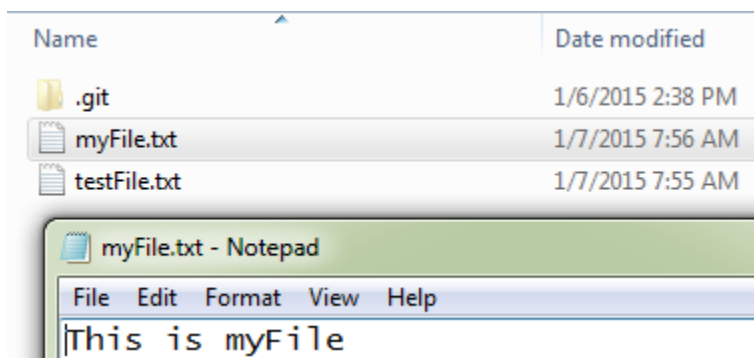 Name Date modified
.git 1/6/2015 2:38 PM
myFile.txt 1/7/2015 7:56 AM
testFile.txt 1/7/2015 7:55 AM
myFile.txt - Notepad
File Edit Format View Help
This is myFile